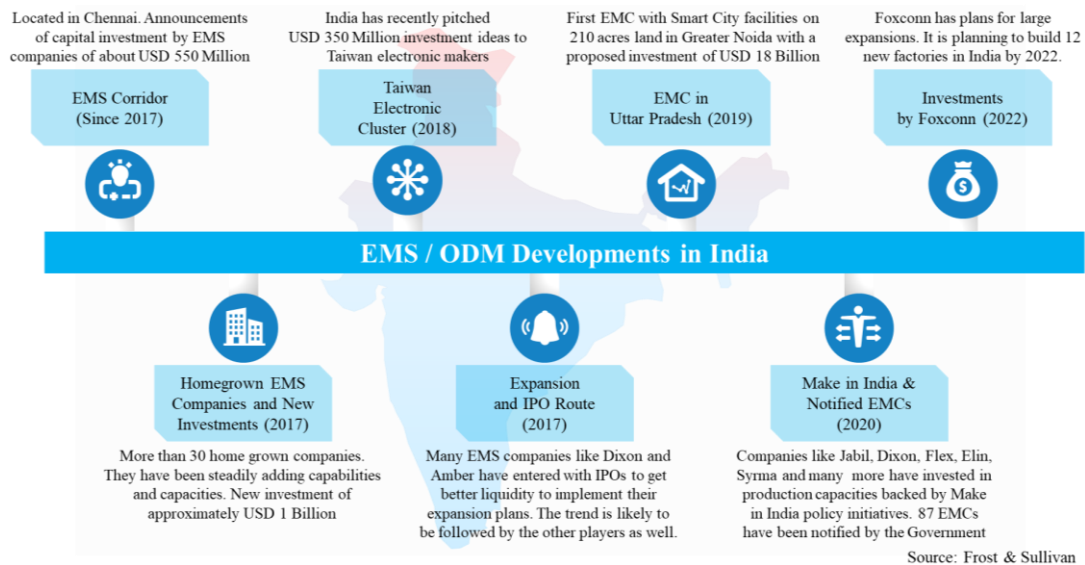 Located in Chennai. Announcements
of capital investment by EMS
companies of about USD 550 Million
EMS Corridor
(Since 2017)
India has recently pitched
USD 350 Million investment ideas to
Taiwan electronic makers
Taiwan
Electronic
Cluster (2018)
First EMC with Smart City facilities on
210 acres land in Greater Noida with a
proposed investment of USD 18 Billion
EMC in
Uttar Pradesh (2019)
Foxconn has plans for large
expansions. It is planning to build 12
new factories in India by 2022.
Investments
by Foxconn (2022)
EMS / ODM Developments in India
Homegrown EMS
Companies and New
Investments (2017)
More than 30 home grown companies.
They have been steadily adding capabilities
and capacities. New investment of
approximately USD 1 Billion
Expansion
and IPO Route
(2017)
Many EMS companies like Dixon and
Amber have entered with IPOs to get
better liquidity to implement their
expansion plans. The trend is likely to
be followed by the other players as well.
Make in India &
Notified EMCs
(2020)
Companies like Jabil, Dixon, Flex, Elin,
Syrma and many more have invested in
production capacities backed by Make
in India policy initiatives. 87 EMCs
have been notified by the Government
Source: Frost & Sullivan